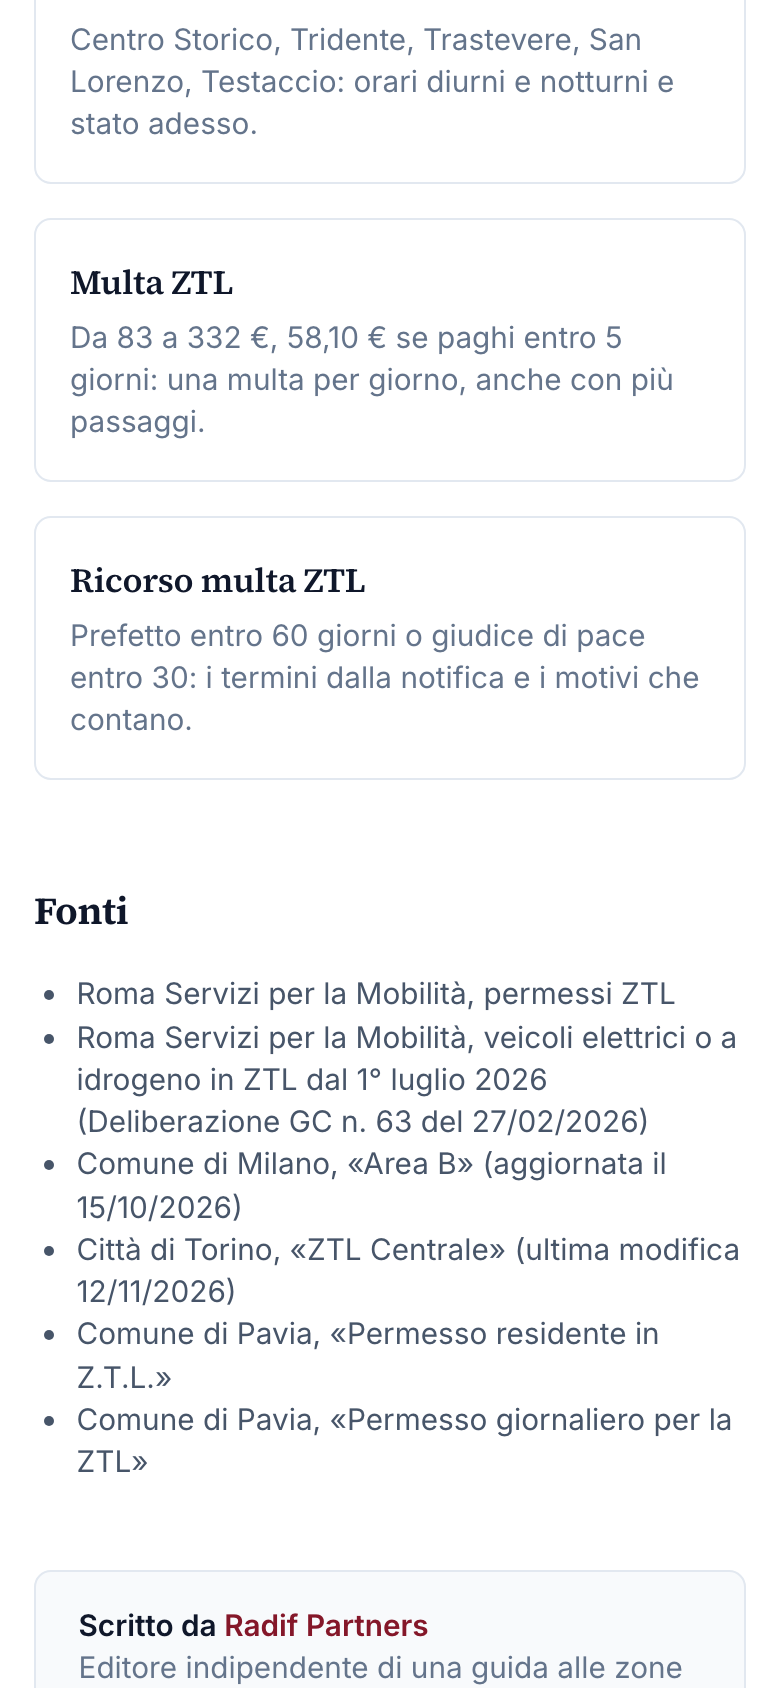 Centro Storico, Tridente, Trastevere, San
Lorenzo, Testaccio: orari diurni e notturni e
stato adesso.
Multa ZTL
Da 83 a 332 €, 58,10 € se paghi entro 5
giorni: una multa per giorno, anche con più
passaggi.
Ricorso multa ZTL
Prefetto entro 60 giorni o giudice di pace
entro 30: i termini dalla notifica e i motivi che
contano.
Fonti
• Roma Servizi per la Mobilità, permessi ZTL
• Roma Servizi per la Mobilità, veicoli elettrici o a
idrogeno in ZTL dal 1° luglio 2026
(Deliberazione GC n. 63 del 27/02/2026)
• Comune di Milano, «Area B» (aggiornata il
15/10/2026)
• Città di Torino, «ZTL Centrale» (ultima modifica
12/11/2026)
• Comune di Pavia, «Permesso residente in
Z.T.L.»
• Comune di Pavia, «Permesso giornaliero per la
ZTL»
Scritto da Radif Partners
Editore indipendente di una guida alle zone